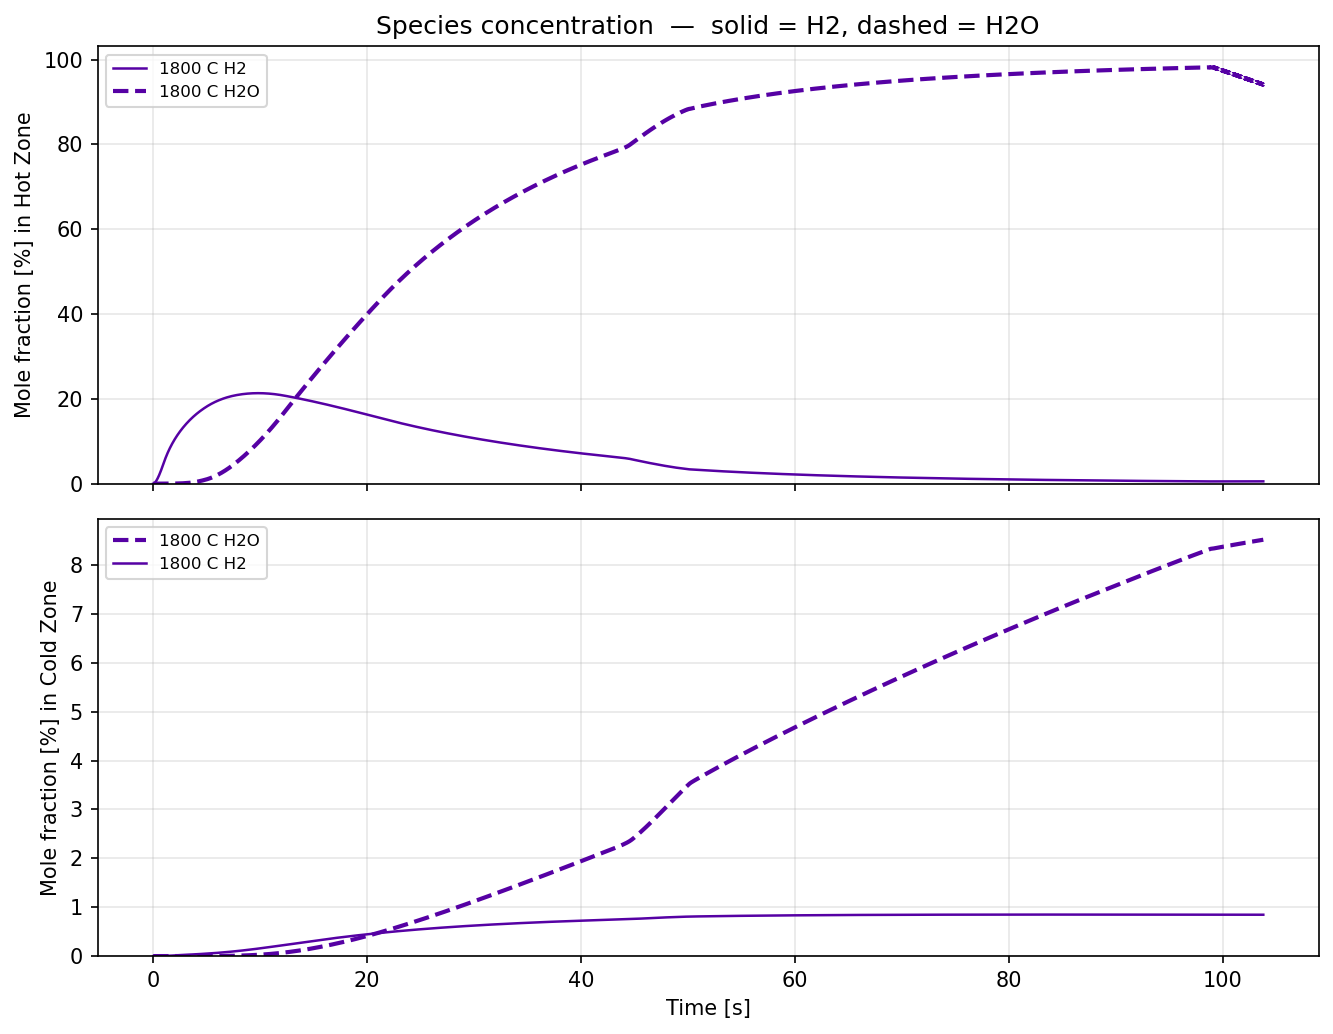 Species concentration — solid = H2, dashed = H2O
Mole fraction [%] in Hot Zone
100
80
60
40
20
0
1800 C H2
1800 C H2O
Mole fraction [%] in Cold Zone
8
7
6
5
4
3
2
1
0
1800 C H2O
1800 C H2
0 20 40 60 80 100
Time [s]